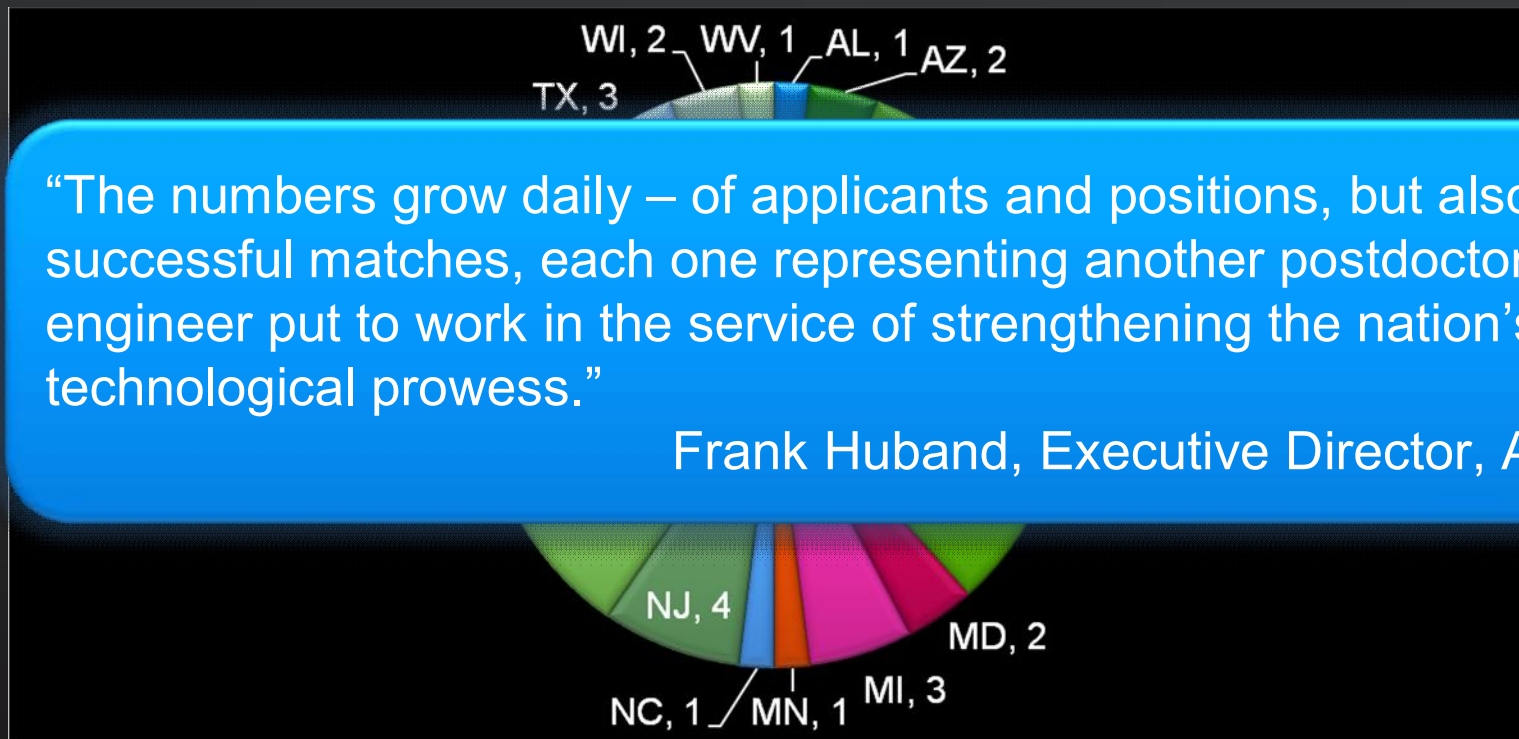 WI, 2 WV, 1 AL, 1 AZ, 2
TX, 3
“The numbers grow daily – of applicants and positions, but also
successful matches, each one representing another
engineer put to work in the service of strengthening the
technological prowess.”
Frank Huband, Executive Director,
NJ, 4
MD, 2
MI, 3
NC, 1 MN, 1